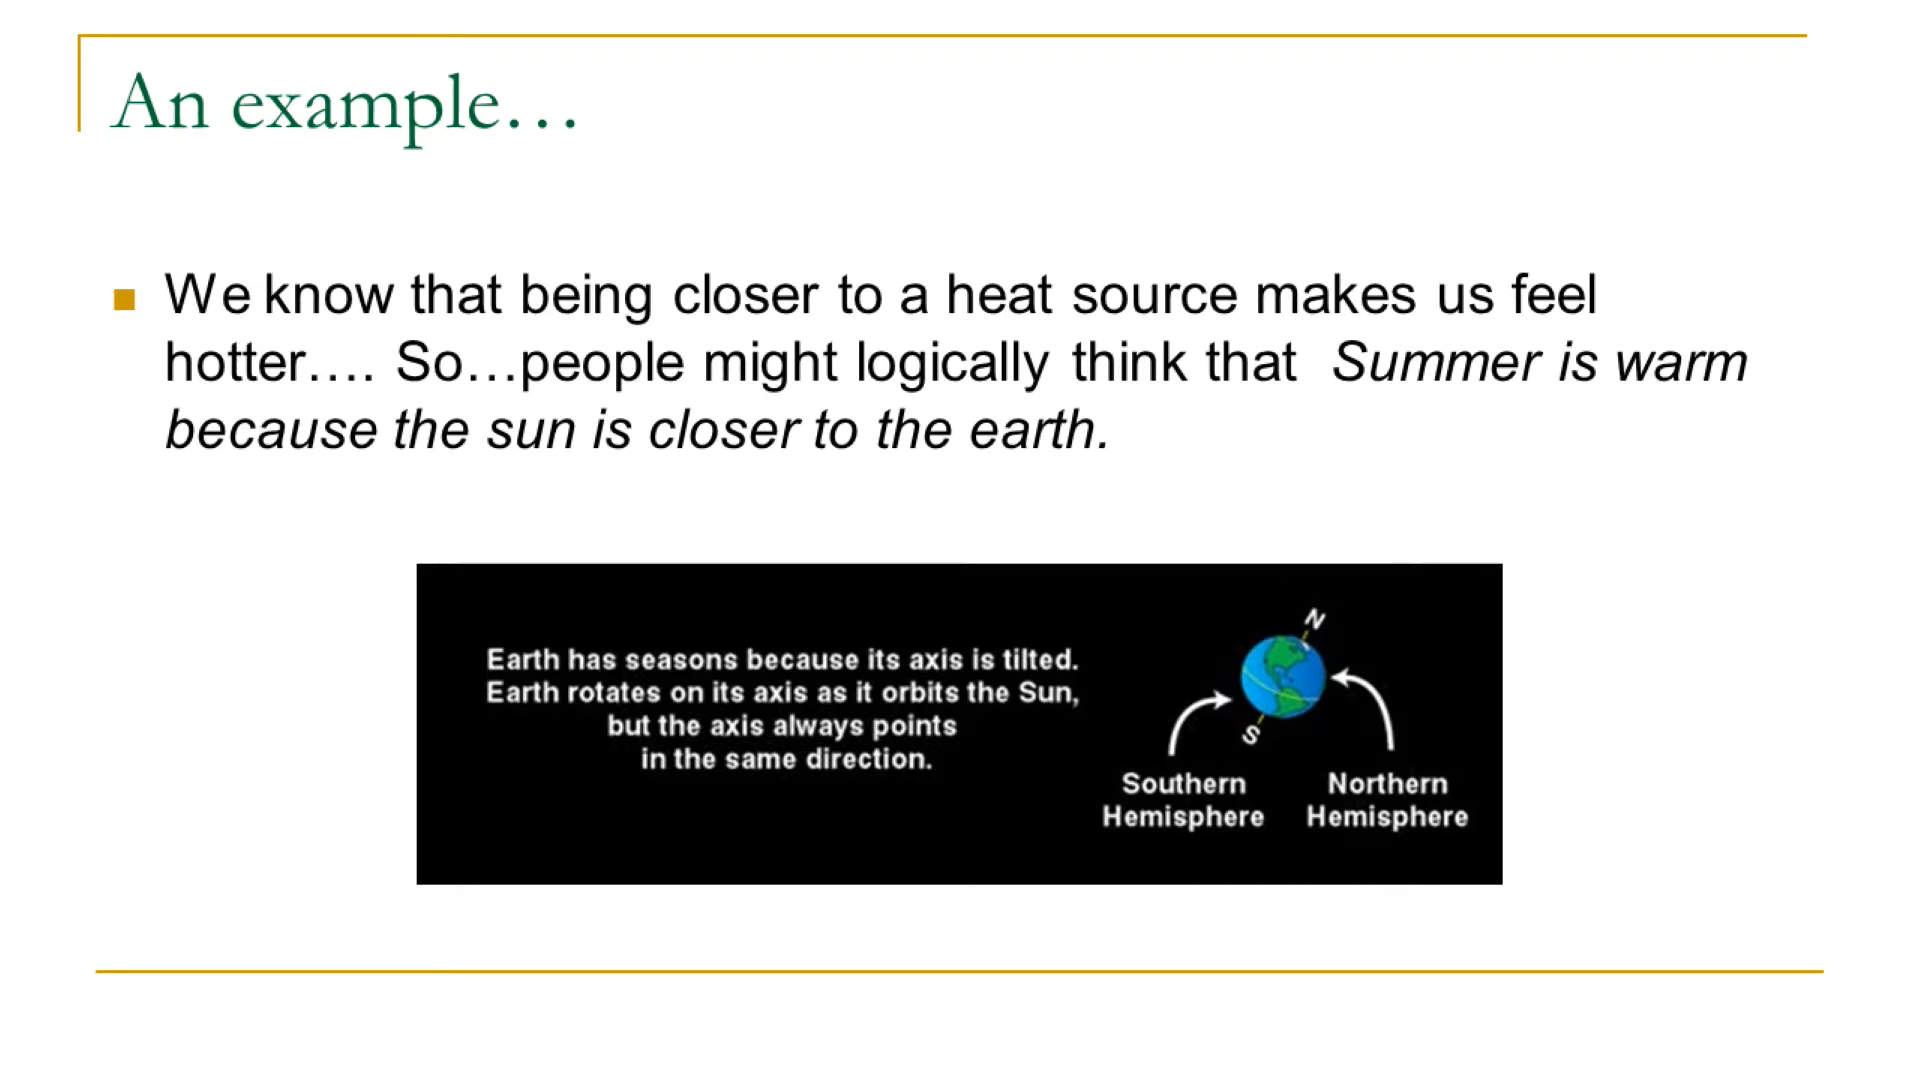 An example…
We know that being closer to a heat source makes us feel
hotter…. So…people might logically think that Summer is warm
because the sun is closer to the earth.
Earth has seasons because its axis is tilted.
Earth rotates on its axis as it orbits the Sun,
but the axis always points
in the same direction.
N
S
Southern
Hemisphere
Northern
Hemisphere